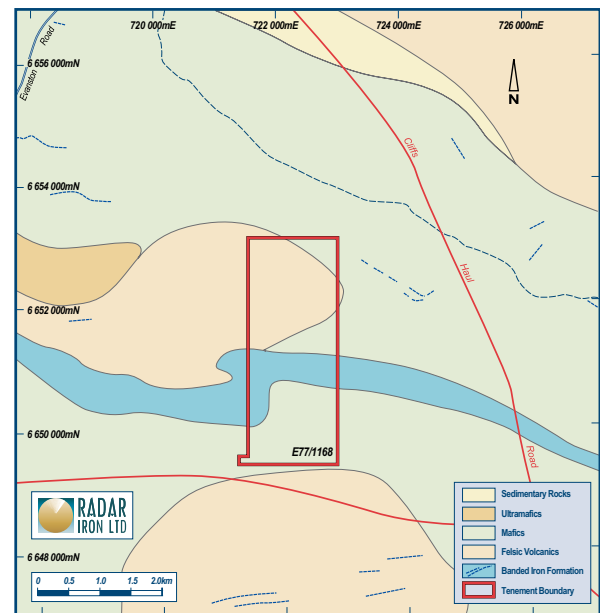 720 000mE
722 000mE
724 000mE
726 000mE
Evanston Road
6 656 000mN
N
Cliffs
6 654 000mN
Haul
6 652 000mN
6 650 000mN
E77/1168
Road
RADAR
IRON LTD
6 648 000mN
0 0.5 1.0 1.5 2.0km
Sedimentary Rocks
Ultramafics
Mafics
Felsic Volcanics
Banded Iron Formation
Tenement Boundary